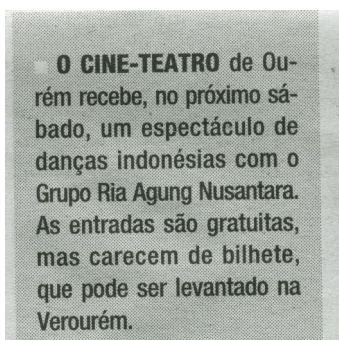 O CINE-TEATRO de Ou-
rém recebe, no próximo sá-
bado, um espectáculo de
danças indonésias com o
Grupo Ria Agung Nusantara.
As entradas são gratuitas,
mas carecem de bilhete,
que pode ser levantado na
Verourém.